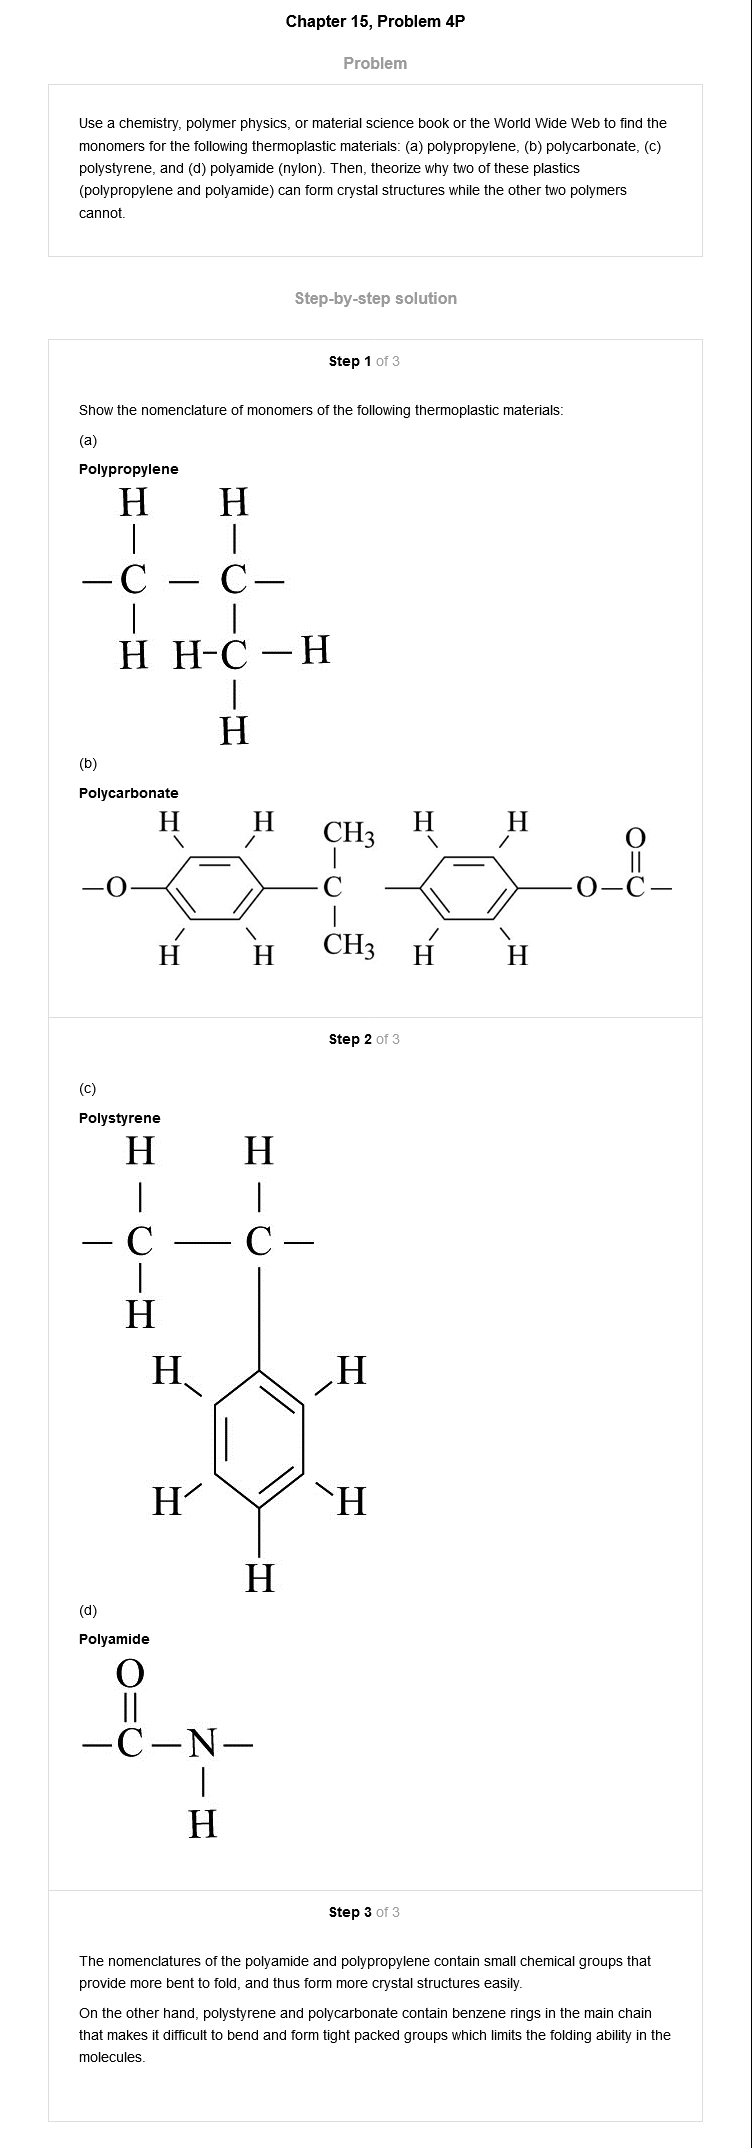 Chapter 15, Problem 4P
Problem
Use a chemistry, polymer physics, or material science book or the World Wide Web to find the
monomers for the following thermoplastic materials: (a) polypropylene, (b) polycarbonate, (c)
polystyrene, and (d) polyamide (nylon). Then, theorize why two of these plastics
(polypropylene and polyamide) can form crystal structures while the other two polymers
cannot.
Step-by-step solution
Step 1 of 3
Show the nomenclature of monomers of the following thermoplastic materials:
(a)
Polypropylene
H H
– C – C –
H H-C – H
H
(b)
Polycarbonate
H H CH3 H H O
–O– C O–C–
H H CH3 H H
Step 2 of 3
(c)
Polystyrene
H H
– C — C –
H
H H
H H
H
(d)
Polyamide
O
–C–N–
H
Step 3 of 3
The nomenclatures of the polyamide and polypropylene contain small chemical groups that
provide more bent to fold, and thus form more crystal structures easily.
On the other hand, polystyrene and polycarbonate contain benzene rings in the main chain
that makes it difficult to bend and form tight packed groups which limits the folding ability in the
molecules.